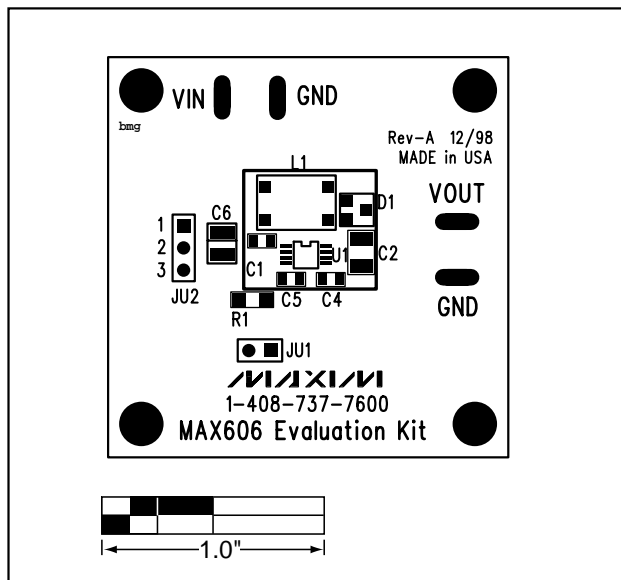 VIN GND
bmg
Rev-A 12/98
MADE in USA
L1
VOUT
D1
C6
1
2
3
U1
C2
C1
JU2
C5 C4
GND
R1
JU1
MAXIM
1-408-737-7600
MAX606 Evaluation Kit
1.0"